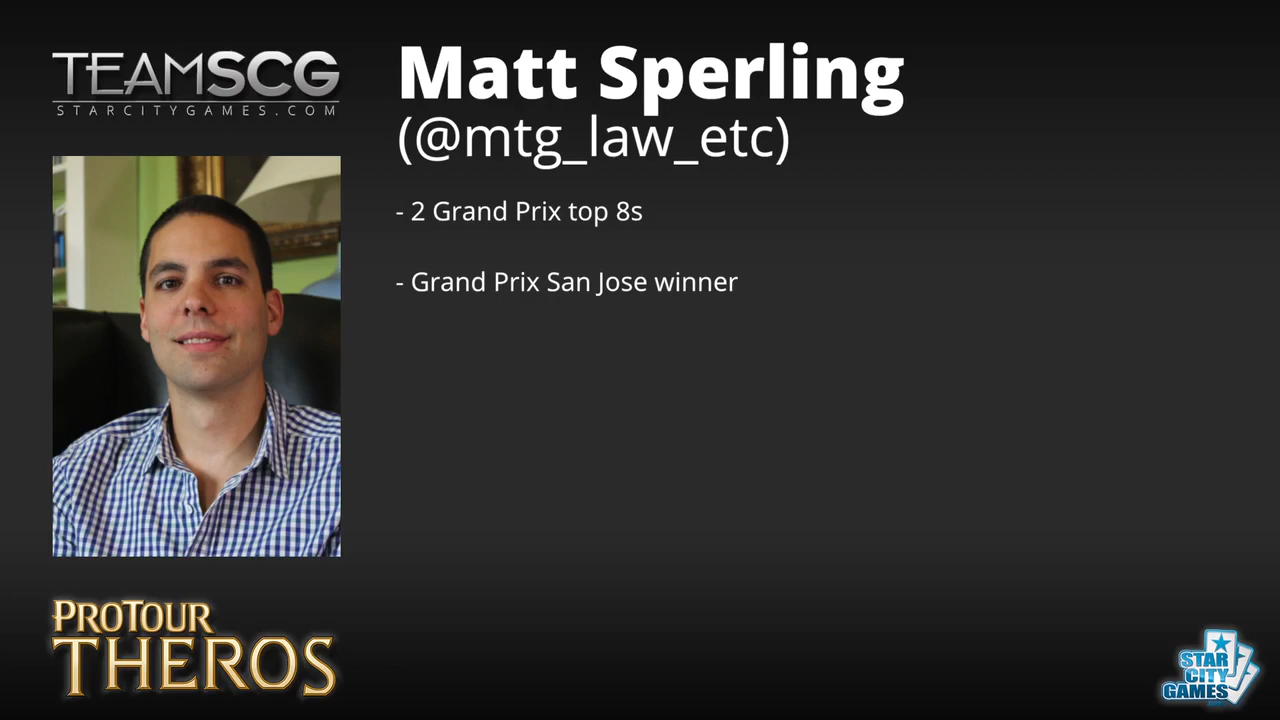 TEAMSCG
STARCITYGAMES.COM
Matt Sperling
(@mtg_law_etc)
- 2 Grand Prix top 8s
- Grand Prix San Jose winner
PROTOUR
THEROS
STAR
CITY
GAMES